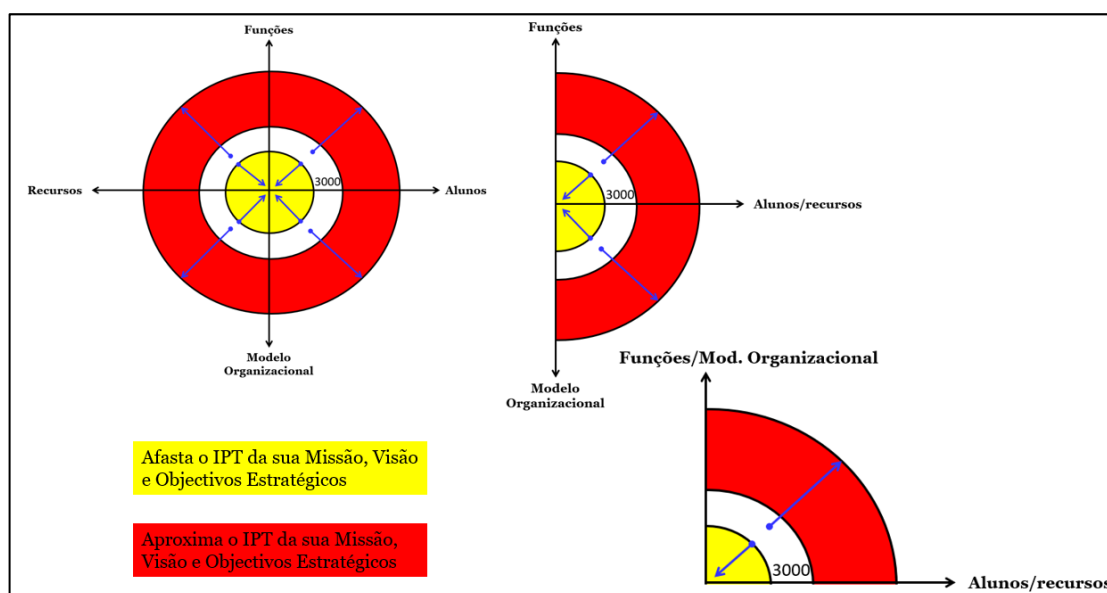 Funções
Recursos
3000
Alunos
Modelo
Organizacional
Funções
3000
Alunos/recursos
Modelo
Organizacional
Funções/Mod. Organizacional
3000
Alunos/recursos
Afasta o IPT da sua Missão, Visão
e Objectivos Estratégicos
Aproxima o IPT da sua Missão,
Visão e Objectivos Estratégicos